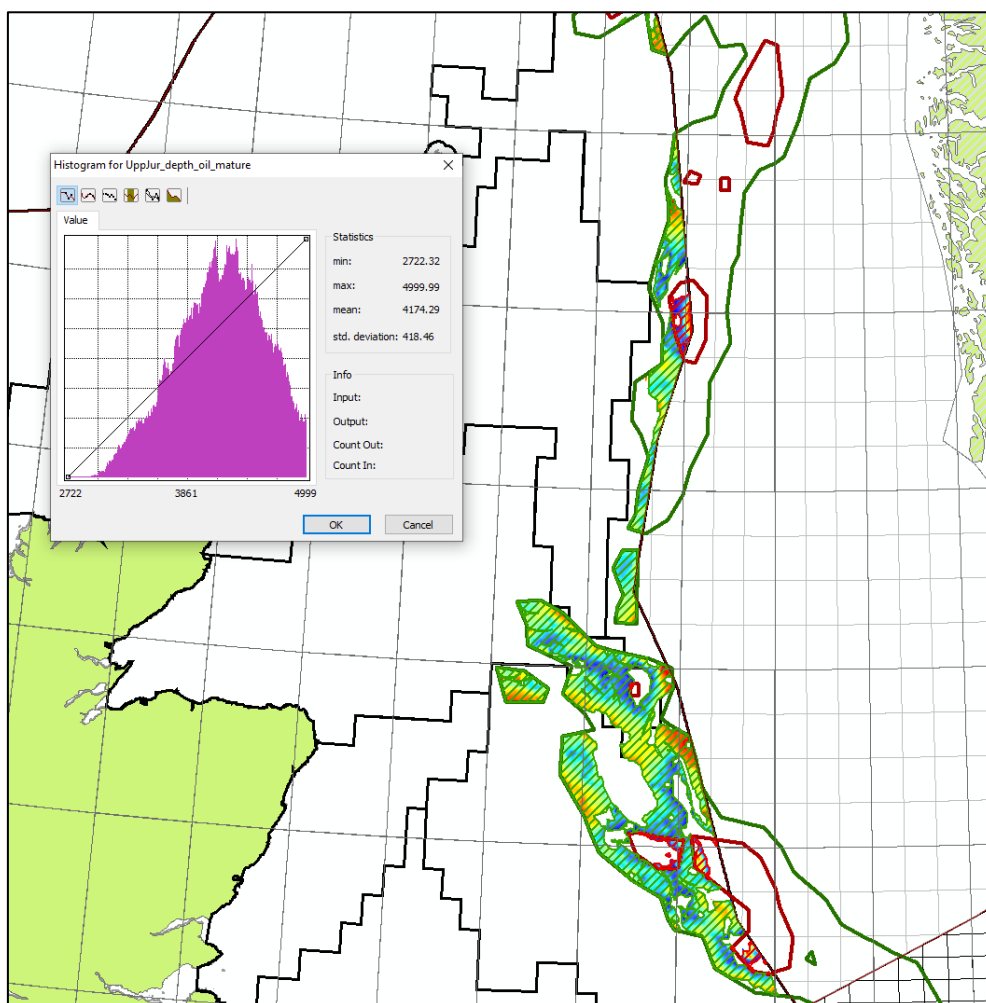 Histogram for UppJur_depth_oil_mature
Value
Statistics
min: 2722.32
max: 4999.99
mean: 4174.29
std. deviation: 418.46
Info
Input:
Output:
Count Out:
Count In:
2722 3861 4999
OK Cancel